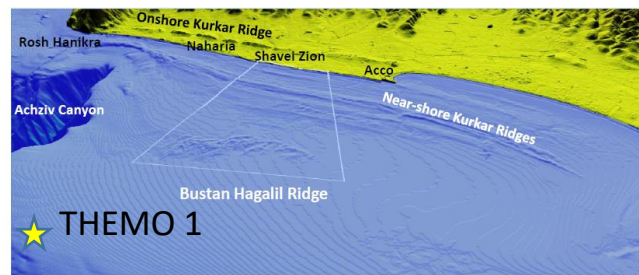 Onshore Kurkar Ridge
Rosh Hanikra
Naharia
Shavei Zion
Acco
Achziv Canyon
Near-shore Kurkar Ridges
Bustan Hagalil Ridge
THEMO 1